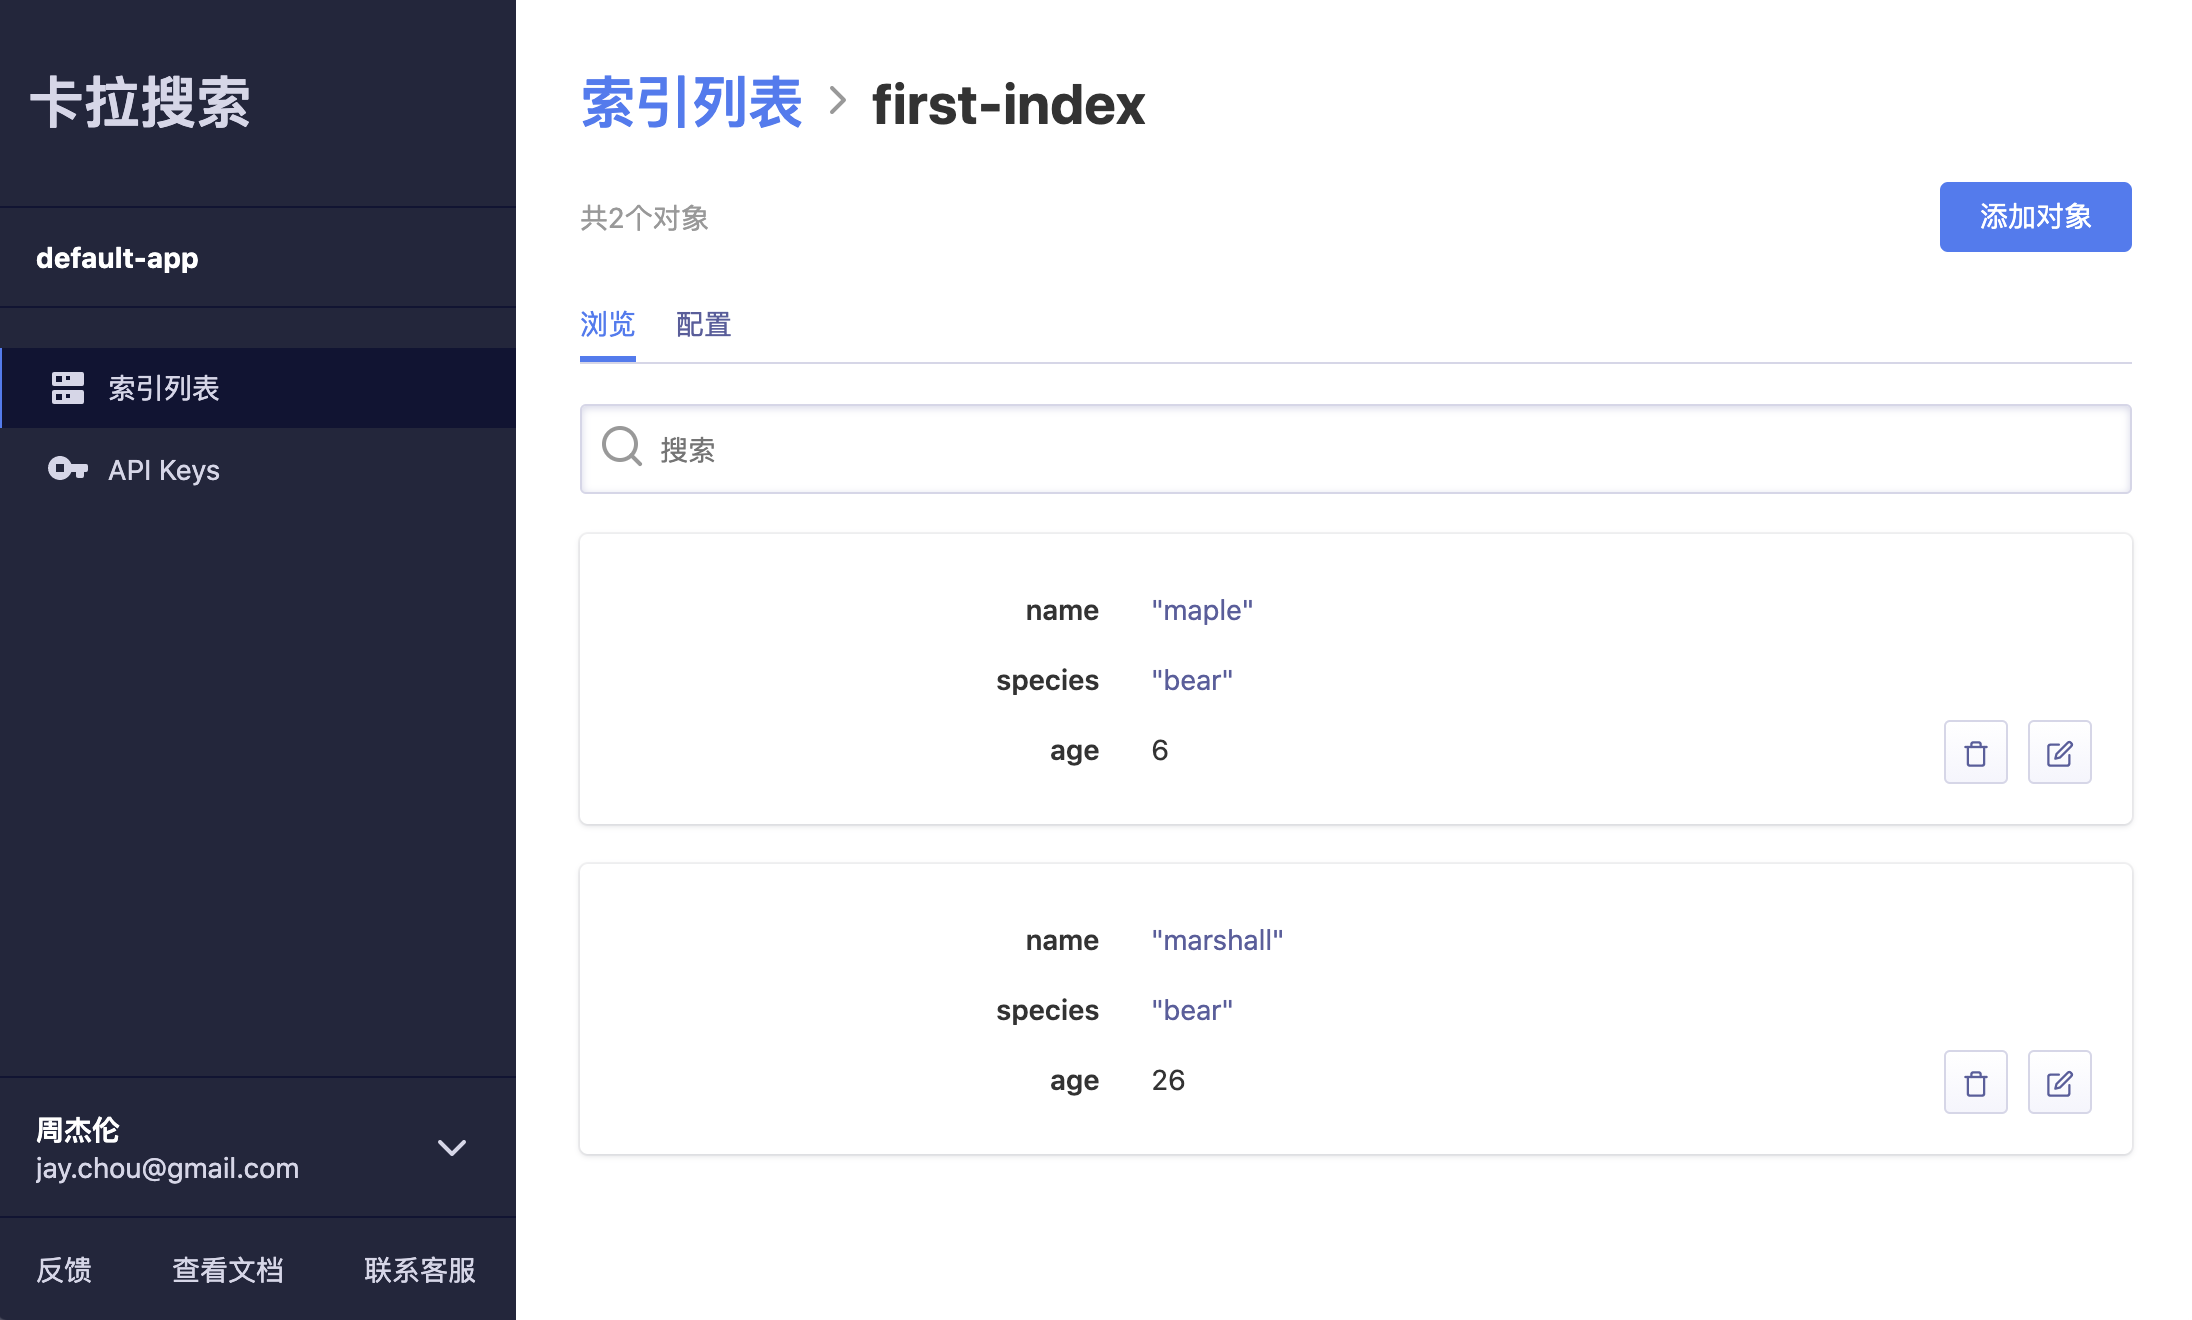 卡拉搜索
default-app
索引列表
API Keys
周杰伦
jay.chou@gmail.com
反馈 查看文档 联系客服
索引列表 > first-index
共2个对象
添加对象
浏览 配置
搜索
name "maple"
species "bear"
age 6
name "marshall"
species "bear"
age 26